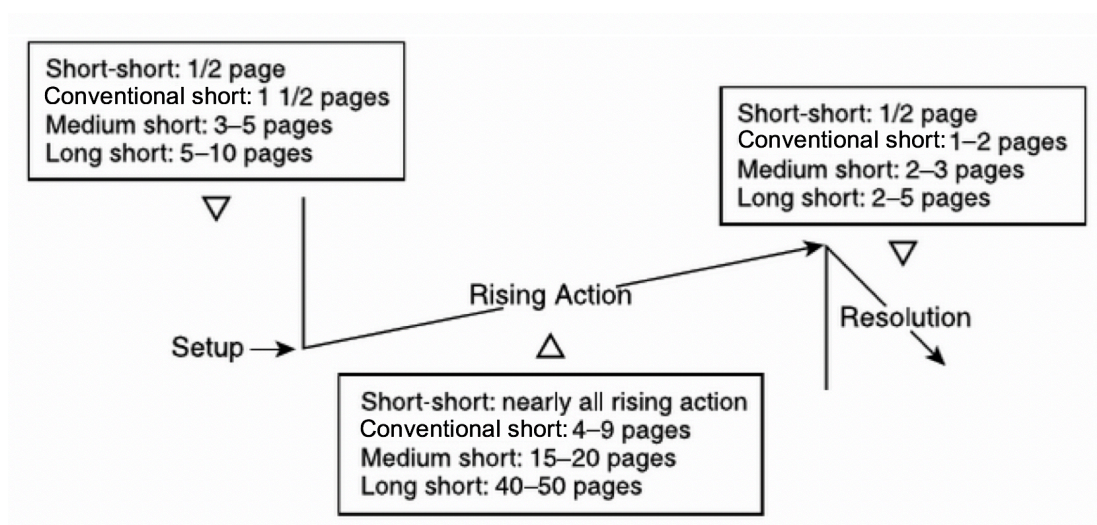 Short-short: 1/2 page
Conventional short: 1 1/2 pages
Medium short: 3–5 pages
Long short: 5–10 pages
Short-short: 1/2 page
Conventional short: 1–2 pages
Medium short: 2–3 pages
Long short: 2–5 pages
Setup
Rising Action
Resolution
Short-short: nearly all rising action
Conventional short: 4–9 pages
Medium short: 15–20 pages
Long short: 40–50 pages